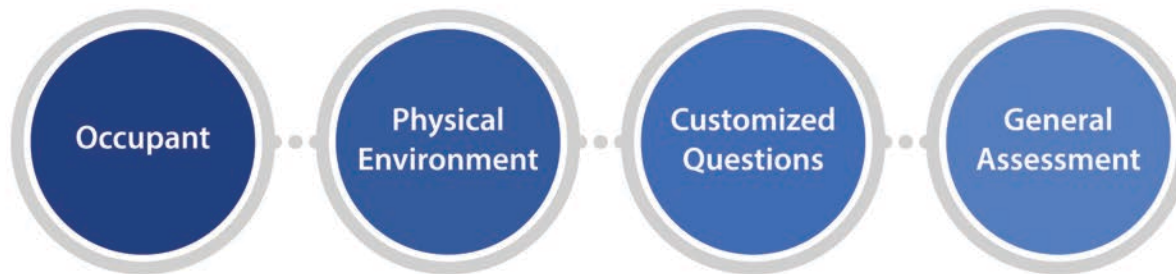 Occupant
Physical
Environment
Customized
Questions
General
Assessment